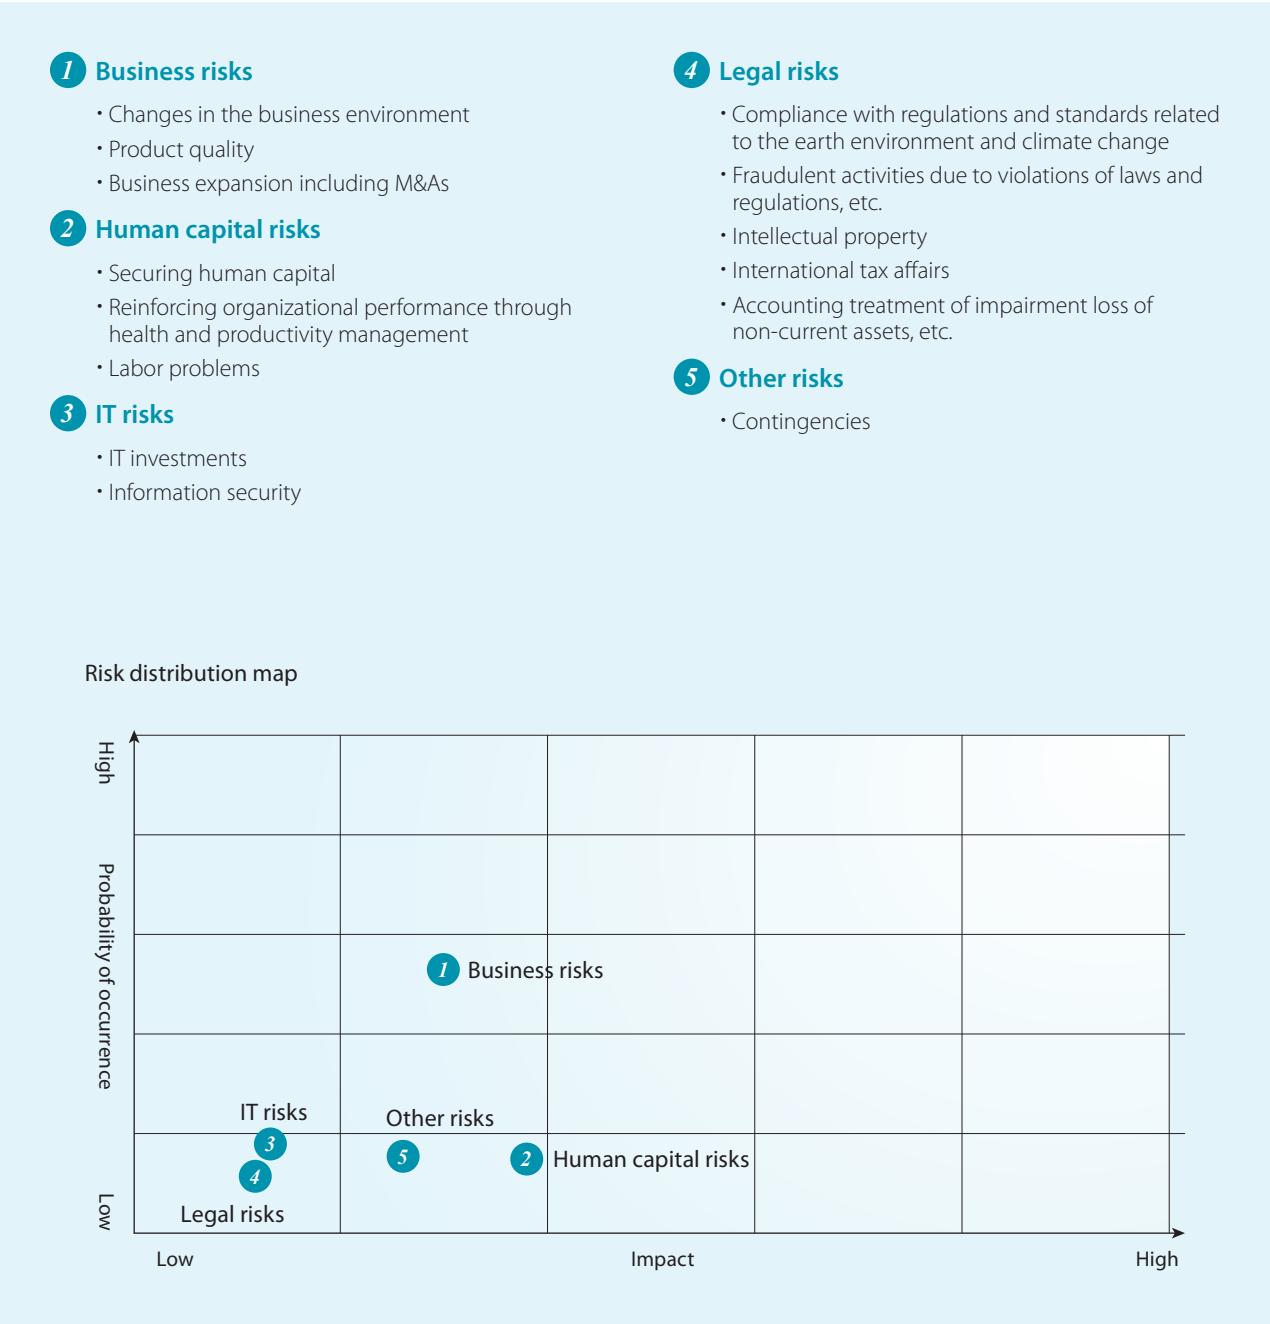 1 Business risks
・Changes in the business environment
・Product quality
・Business expansion including M&As
2 Human capital risks
・Securing human capital
・Reinforcing organizational performance through
health and productivity management
・Labor problems
3 IT risks
・IT investments
・Information security
4 Legal risks
・Compliance with regulations and standards related
to the earth environment and climate change
・Fraudulent activities due to violations of laws and
regulations, etc.
・Intellectual property
・International tax affairs
・Accounting treatment of impairment loss of
non-current assets, etc.
5 Other risks
・Contingencies
Risk distribution map
High
Probability of occurrence
Low
1 Business risks
IT risks
3
4
Legal risks
Other risks
5
2 Human capital risks
Low
Impact
High